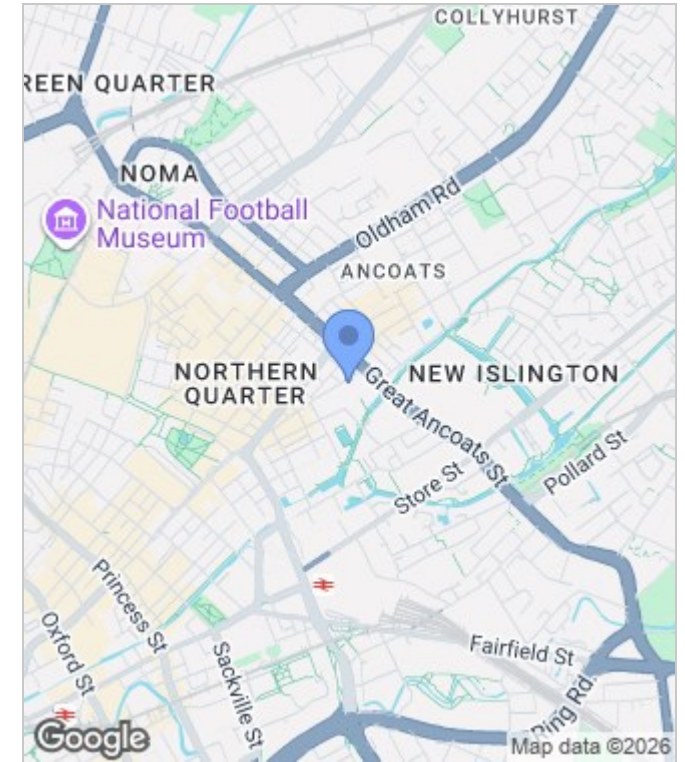 COLLYHURST
REEN QUARTER
NOMA
National Football
Museum
Oldham Rd
ANCOATS
NORTHERN
QUARTER
NEW ISLINGTON
Great Ancoats St
Pollard St
Store St
Princess St
Oxford St
Sackville St
Fairfield St
Ring Rd
Google
Map data ©2026